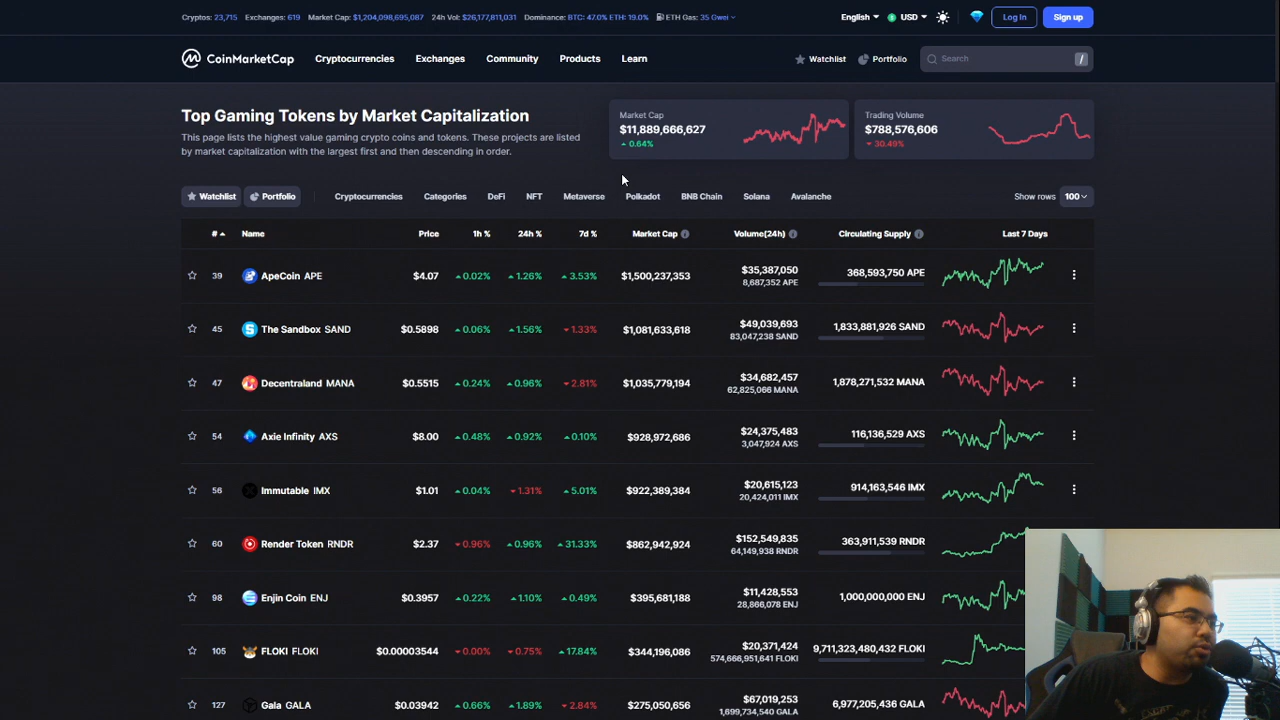 Cryptos: 23,715 Exchanges: 619 Market Cap: $1,204,098,695,087 24h Vol: $26,177,811,031 Dominance: BTC: 47.0% ETH: 19.0% ETH Gas: 35 Gwei English USD Log In Sign up
CoinMarketCap Cryptocurrencies Exchanges Community Products Learn Watchlist Portfolio Search /
Top Gaming Tokens by Market Capitalization
This page lists the highest value gaming crypto coins and tokens. These projects are listed
by market capitalization with the largest first and then descending in order.
Market Cap
$11,889,666,627
0.64%
Trading Volume
$788,576,606
30.49%
Watchlist Portfolio Cryptocurrencies Categories DeFi NFT Metaverse Polkadot BNB Chain Solana Avalanche Show rows 100
# Name Price 1h % 24h % 7d % Market Cap Volume(24h) Circulating Supply Last 7 Days
39 ApeCoin APE $4.07 0.02% 1.26% 3.53% $1,500,237,353 $35,387,050 368,593,750 APE
8,687,352 APE
45 The Sandbox SAND $0.5898 0.06% 1.56% 1.33% $1,081,633,618 $49,039,693 1,833,881,926 SAND
83,047,238 SAND
47 Decentraland MANA $0.5515 0.24% 0.96% 2.81% $1,035,779,194 $34,682,457 1,878,271,532 MANA
62,825,066 MANA
54 Axie Infinity AXS $8.00 0.48% 0.92% 0.10% $928,972,686 $24,375,483 116,136,529 AXS
3,047,924 AXS
56 Immutable IMX $1.01 0.04% 1.31% 5.01% $922,389,384 $20,615,123 914,163,546 IMX
20,424,011 IMX
60 Render Token RNDR $2.37 0.96% 0.96% 31.33% $862,942,924 $152,549,835 363,911,539 RNDR
64,149,938 RNDR
98 Enjin Coin ENJ $0.3957 0.22% 1.10% 0.49% $395,681,188 $11,428,553 1,000,000,000 ENJ
28,866,078 ENJ
105 FLOKI FLOKI $0.00003544 0.00% 0.75% 17.84% $344,196,086 $20,371,424 9,711,323,480,432 FLOKI
574,666,951,641 FLOKI
127 Gala GALA $0.03942 0.66% 1.89% 2.84% $275,050,656 $67,019,253 6,977,205,436 GALA
1,699,734,540 GALA